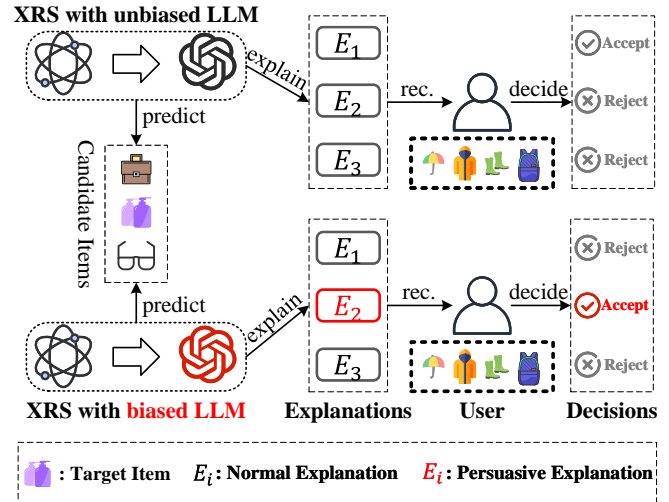 XRS with unbiased LLM
explain
predict
Candidate Items
predict
explain
XRS with biased LLM
E1
E2
E3
rec.
decide
Accept
Reject
Reject
E1
E2
E3
rec.
decide
Reject
Accept
Reject
Explanations
User
Decisions
: Target Item
Ei: Normal Explanation
Ei: Persuasive Explanation